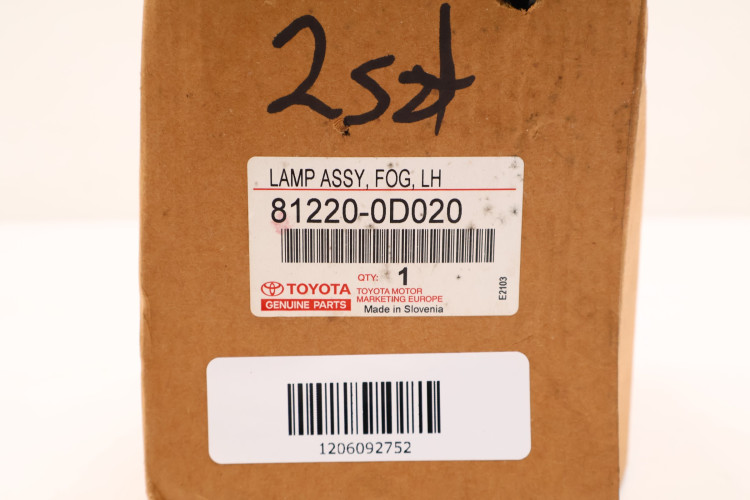 2szt
LAMP ASSY, FOG, LH
81220-0D020
QTY: 1
TOYOTA
GENUINE PARTS
TOYOTA MOTOR
MARKETING EUROPE
Made in Slovenia
E2103
1206092752